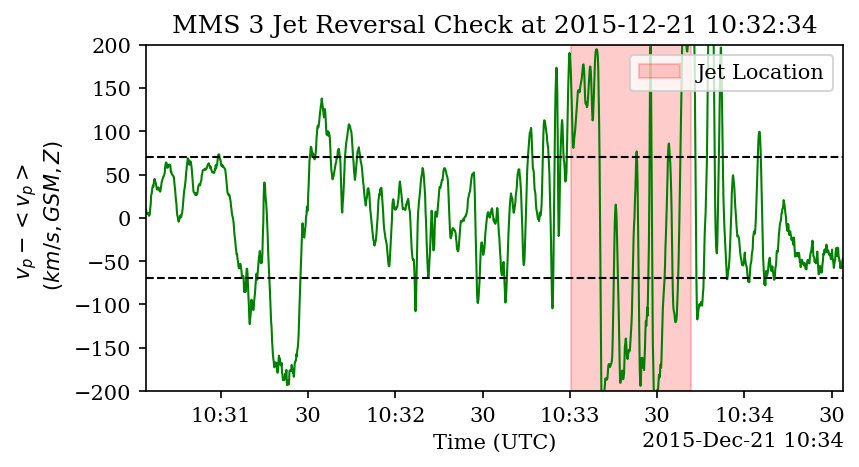 MMS 3 Jet Reversal Check at 2015-12-21 10:32:34
v_p − < v_p >
(km/s, GSM, Z)
200
150
100
50
0
−50
−100
−150
−200
Jet Location
10:31
30
10:32
30
10:33
30
10:34
30
Time (UTC)
2015-Dec-21 10:34